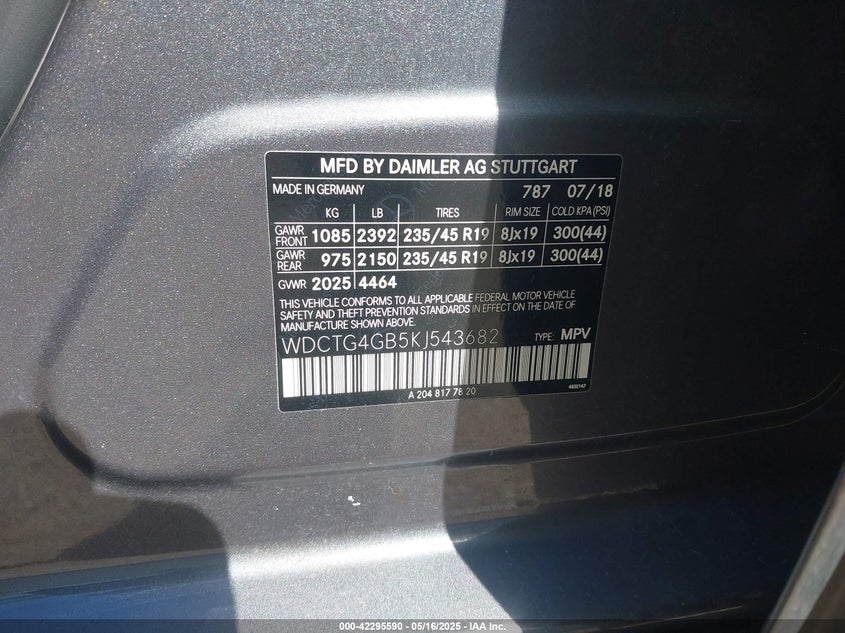 MFD BY DAIMLER AG STUTTGART
MADE IN GERMANY 787 07/18
KG LB TIRES RIM SIZE COLD KPA (PSI)
GAWR FRONT 1085 2392 235/45 R19 8Jx19 300(44)
GAWR REAR 975 2150 235/45 R19 8Jx19 300(44)
GVWR 2025 4464
THIS VEHICLE CONFORMS TO ALL APPLICABLE FEDERAL MOTOR VEHICLE
SAFETY AND THEFT PREVENTION STANDARDS IN EFFECT ON THE DATE OF
MANUFACTURE SHOWN ABOVE.
WDCTG4GB5KJ543682 TYPE: MPV
A 204 817 78 20 4932147
000-42295590 - 05/16/2025 - IAA Inc.